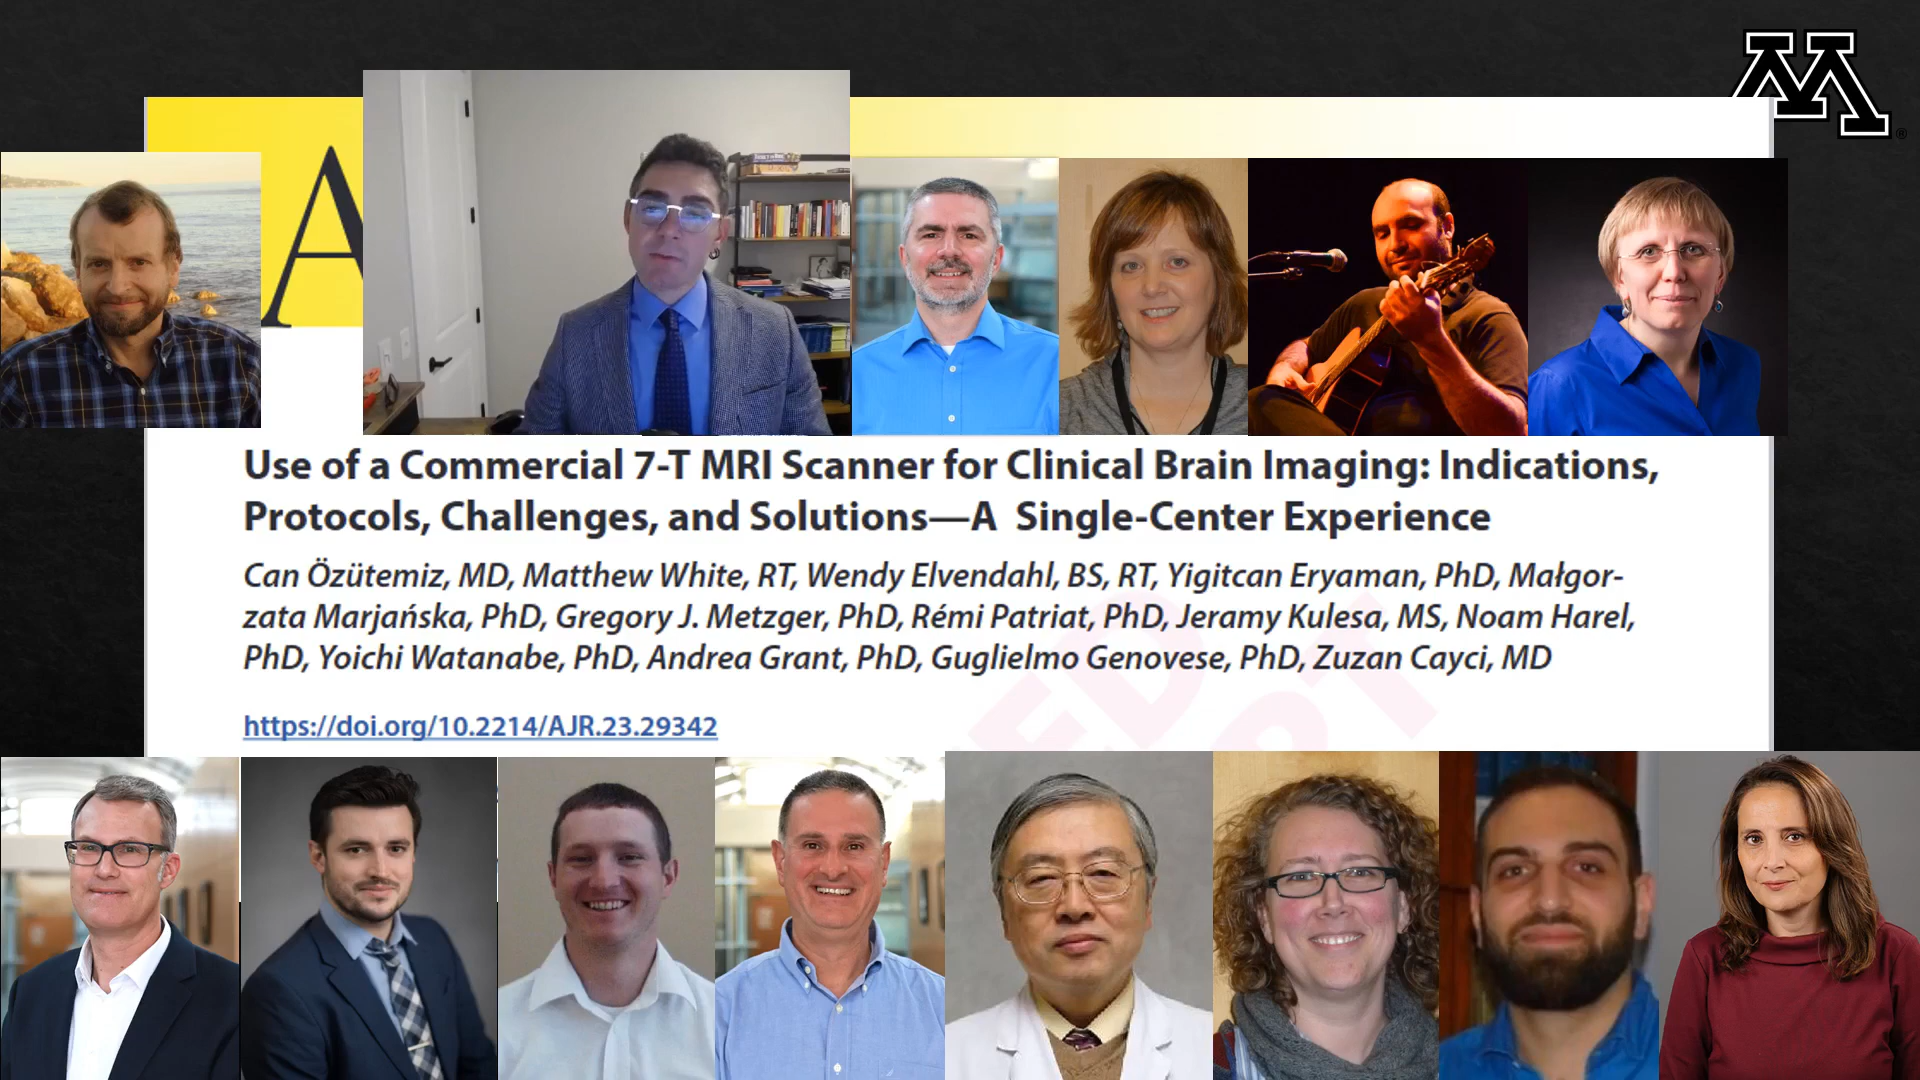 M
®
A
Use of a Commercial 7-T MRI Scanner for Clinical Brain Imaging: Indications,
Protocols, Challenges, and Solutions—A Single-Center Experience
Can Özütemiz, MD, Matthew White, RT, Wendy Elvendahl, BS, RT, Yigitcan Eryaman, PhD, Małgor-
zata Marjańska, PhD, Gregory J. Metzger, PhD, Rémi Patriat, PhD, Jeramy Kulesa, MS, Noam Harel,
PhD, Yoichi Watanabe, PhD, Andrea Grant, PhD, Guglielmo Genovese, PhD, Zuzan Cayci, MD
https://doi.org/10.2214/AJR.23.29342